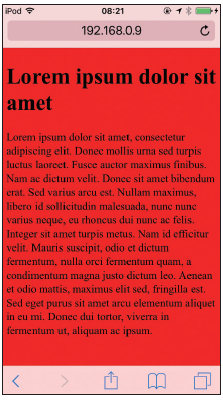 iPod 08:21
192.168.0.9
Lorem ipsum dolor sit
amet
Lorem ipsum dolor sit amet, consectetur
adipiscing elit. Donec mollis urna sed turpis
luctus laoreet. Fusce auctor maximus finibus.
Nam ac dictum velit. Donec sit amet bibendum
erat. Sed varius arcu est. Nullam maximus,
libero id sollicitudin malesuada, nunc nunc
varius neque, eu rhoncus dui nunc ac felis.
Integer sit amet turpis metus. Nam id efficitur
velit. Mauris suscipit, odio et dictum
fermentum, nulla orci fermentum quam, a
condimentum magna justo dictum leo. Aenean
et odio mattis, maximus elit sed, fringilla est.
Sed eget purus sit amet arcu elementum aliquet
in eu mi. Donec dui tortor, viverra in
fermentum ut, aliquam ac ipsum.